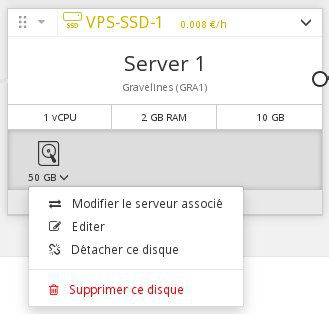 SSD VPS-SSD-1 0.008 €/h
Server 1
Gravelines (GRA1)
1 vCPU 2 GB RAM 10 GB
50 GB
Modifier le serveur associé
Editer
Détacher ce disque
Supprimer ce disque